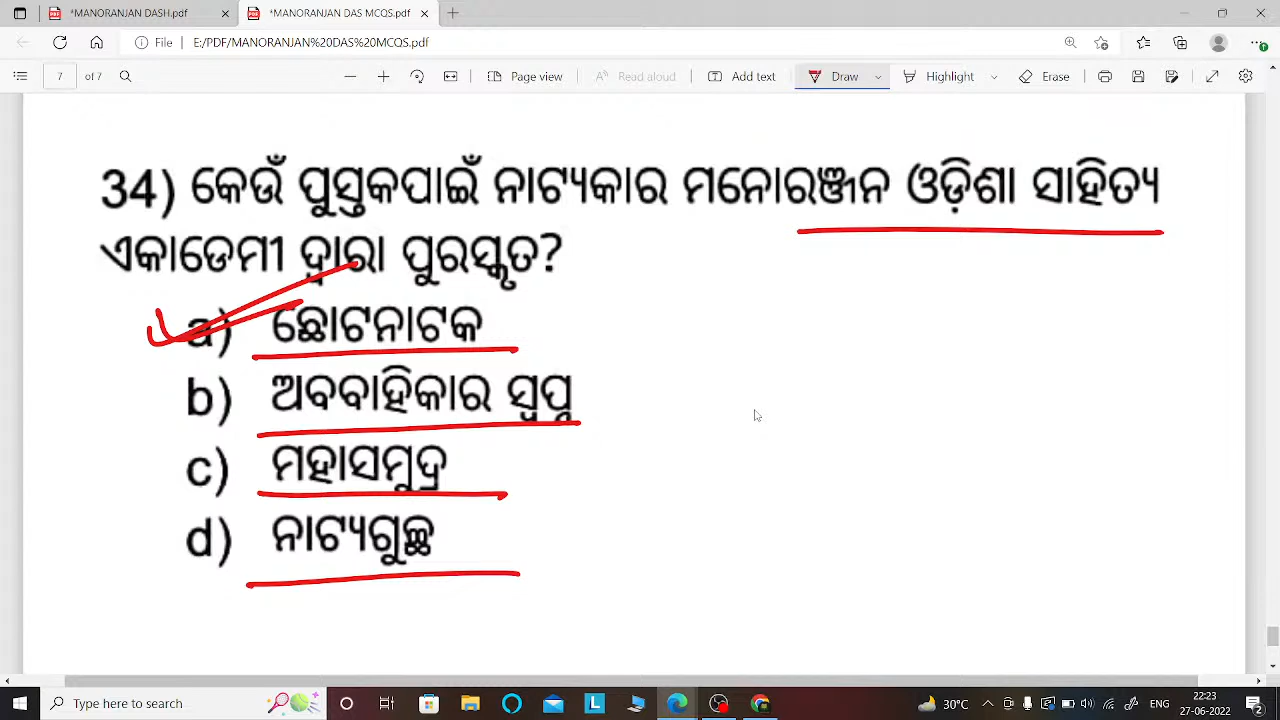 *MANORANJAN DASH.pdf
*MANORANJAN DAS MCQS.pdf
File E:/PDF/MANORANJAN%20DAS%20MCQS.pdf
7 of 7 Page view Read aloud Add text Draw Highlight Erase
34) କେଉଁ ପୁସ୍ତକପାଇଁ ନାଟ୍ୟକାର ମନୋରଞ୍ଜନ ଓଡ଼ିଶା ସାହିତ୍ୟ
ଏକାଡେମୀ ଦ୍ଵାରା ପୁରସ୍କୃତ?
a) ଛୋଟନାଟକ
b) ଅବବାହିକାର ସ୍ୱପ୍ନ
c) ମହାସମୁଦ୍ର
d) ନାଟ୍ୟଗୁଚ୍ଛ
Type here to search 30°C ENG 22:23
27-06-2022